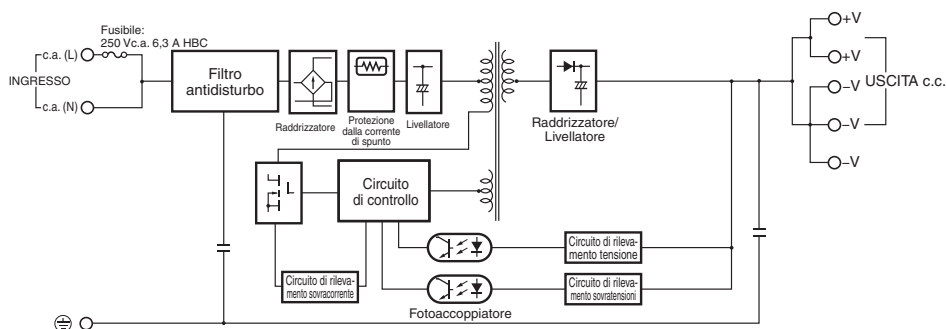 Fusibile:
250 Vc.a. 6,3 A HBC
c.a. (L)
INGRESSO
c.a. (N)
Filtro
antidisturbo
Raddrizzatore
Protezione
dalla corrente
di spunto
Livellatore
Raddrizzatore/
Livellatore
+V
+V
−V
−V
−V
USCITA c.c.
Circuito
di controllo
Circuito di rileva-
mento tensione
Circuito di rileva-
mento sovracorrente
Circuito di rileva-
mento sovratensioni
Fotoaccoppiatore